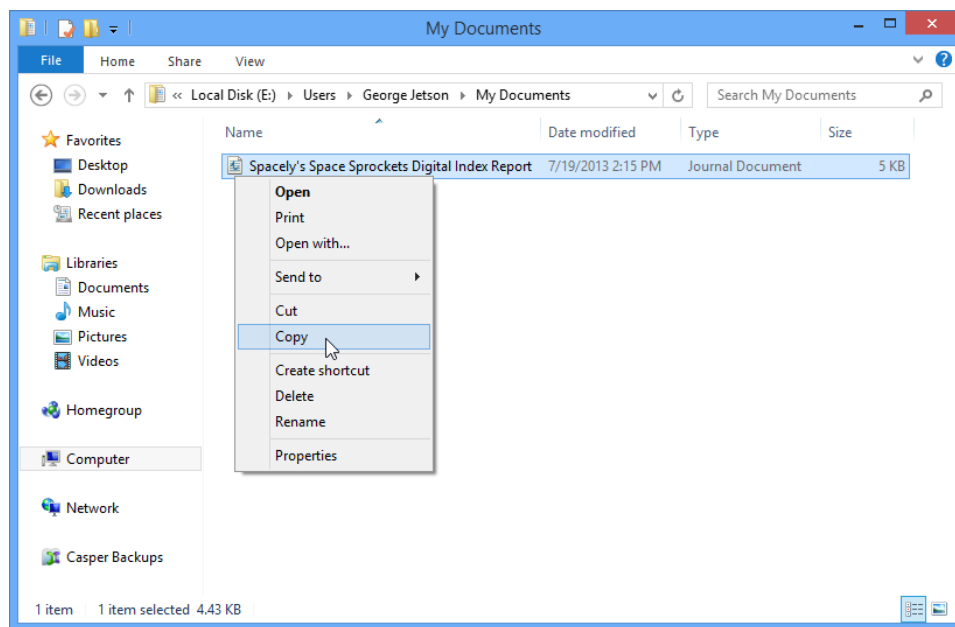 My Documents
File Home Share View
« Local Disk (E:) Users George Jetson My Documents Search My Documents
Name Date modified Type Size
Spacely's Space Sprockets Digital Index Report 7/19/2013 2:15 PM Journal Document 5 KB
Favorites
Desktop
Downloads
Recent places
Libraries
Documents
Music
Pictures
Videos
Homegroup
Computer
Network
Casper Backups
Open
Print
Open with...
Send to
Cut
Copy
Create shortcut
Delete
Rename
Properties
1 item 1 item selected 4.43 KB